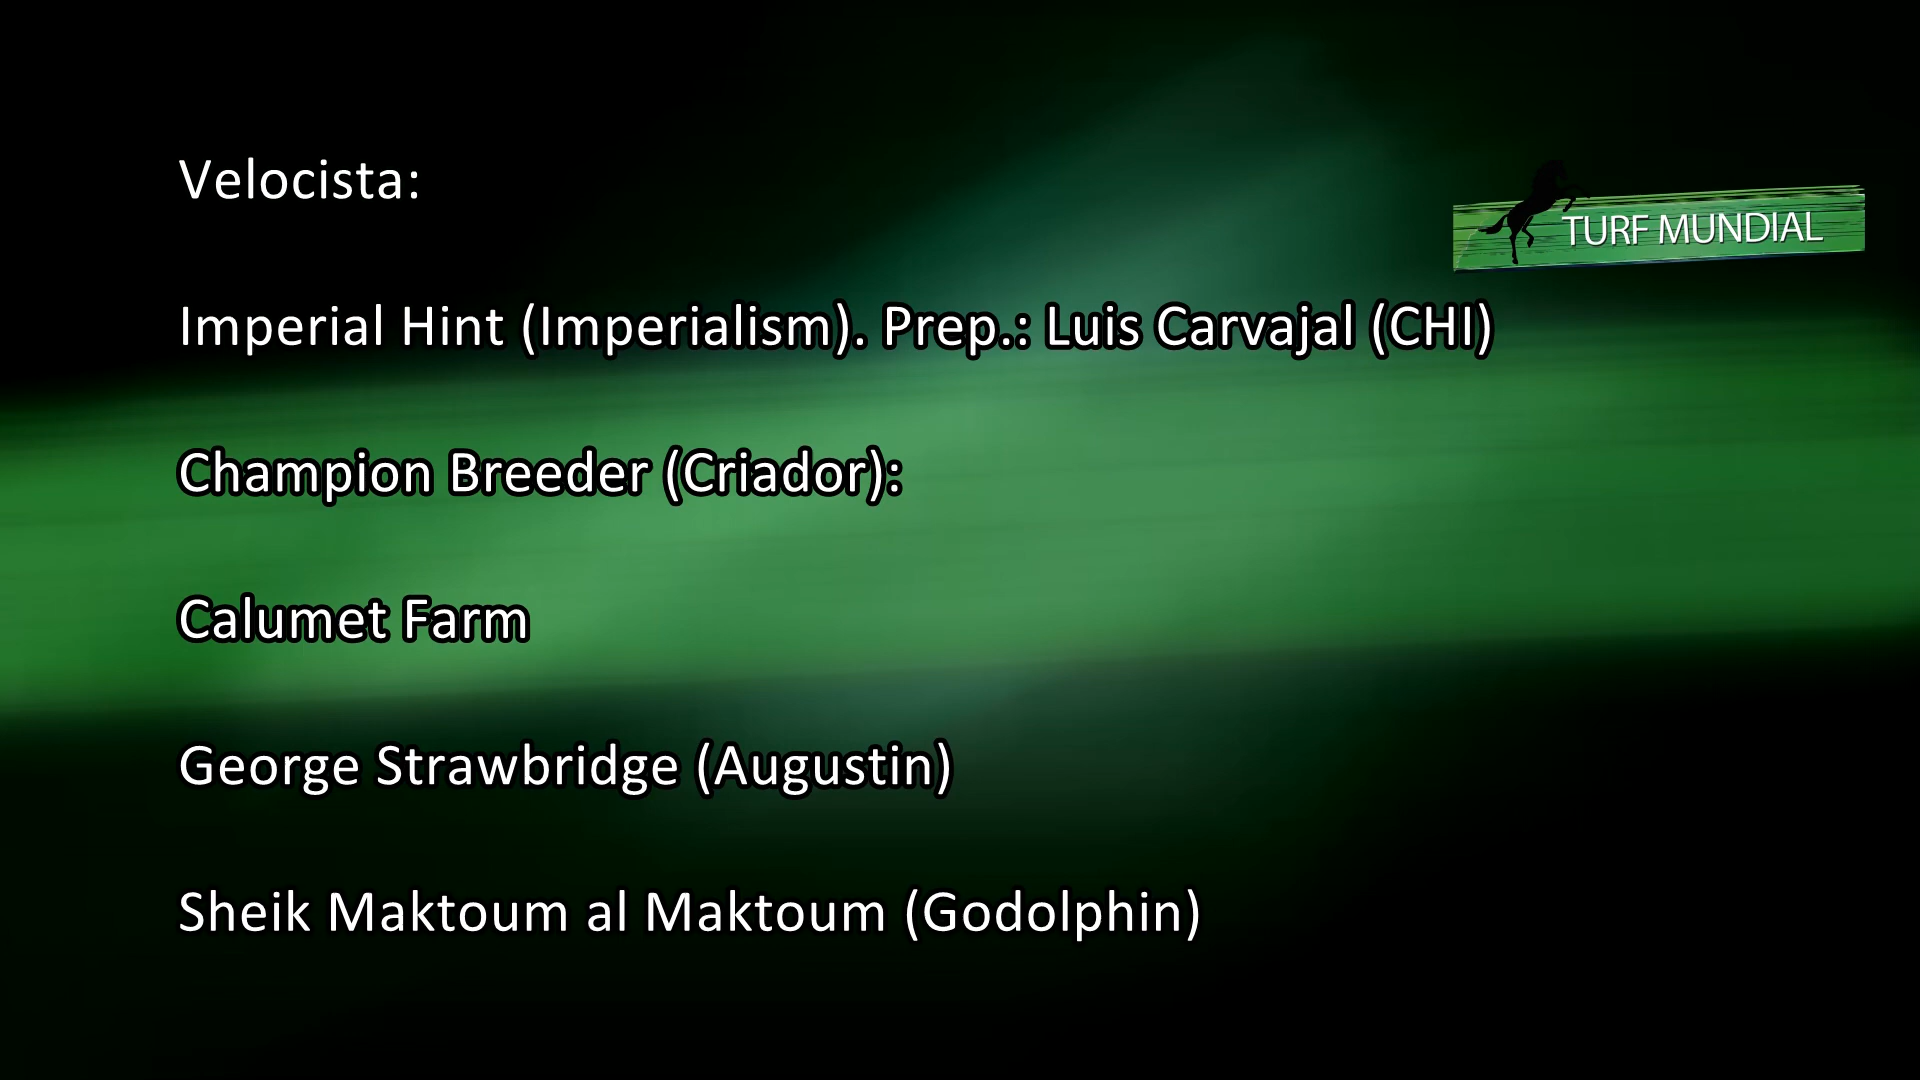 Velocista:
TURF MUNDIAL
Imperial Hint (Imperialism). Prep.: Luis Carvajal (CHI)
Champion Breeder (Criador):
Calumet Farm
George Strawbridge (Augustin)
Sheik Maktoum al Maktoum (Godolphin)